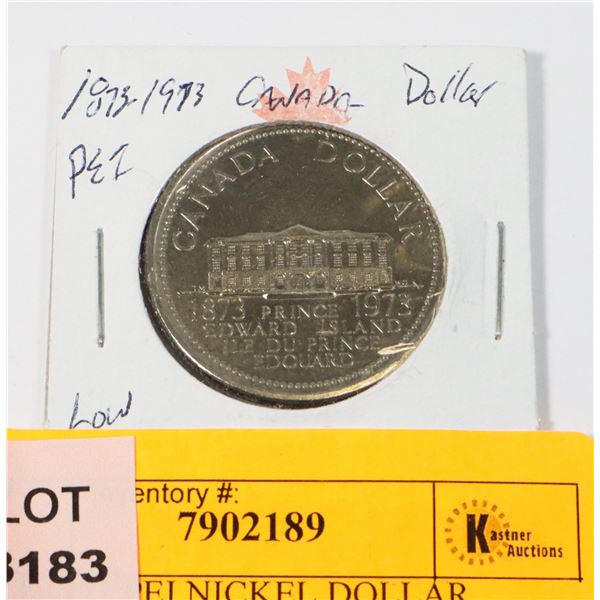 1873-1973 CANADA Dollar
PEI
CANADA DOLLAR
1873 PRINCE 1973
EDWARD ISLAND
ILE DU PRINCE
EDOUARD
Low
LOT
3183
entory #:
7902189
Kastner
Auctions
PEI NICKEL DOLLAR